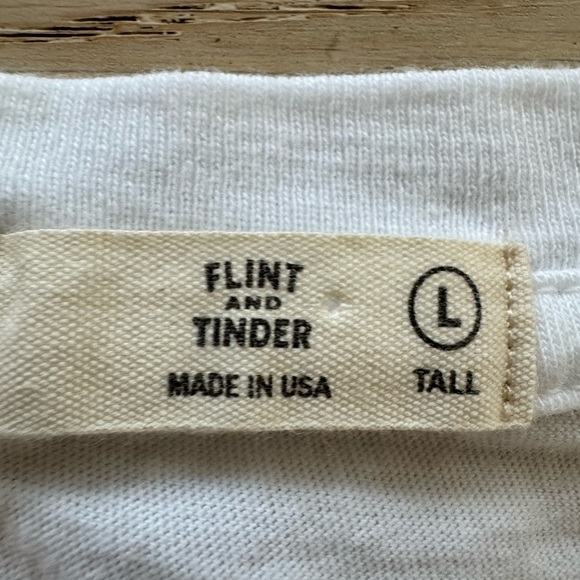 FLINT
AND
TINDER
MADE IN USA
L
TALL